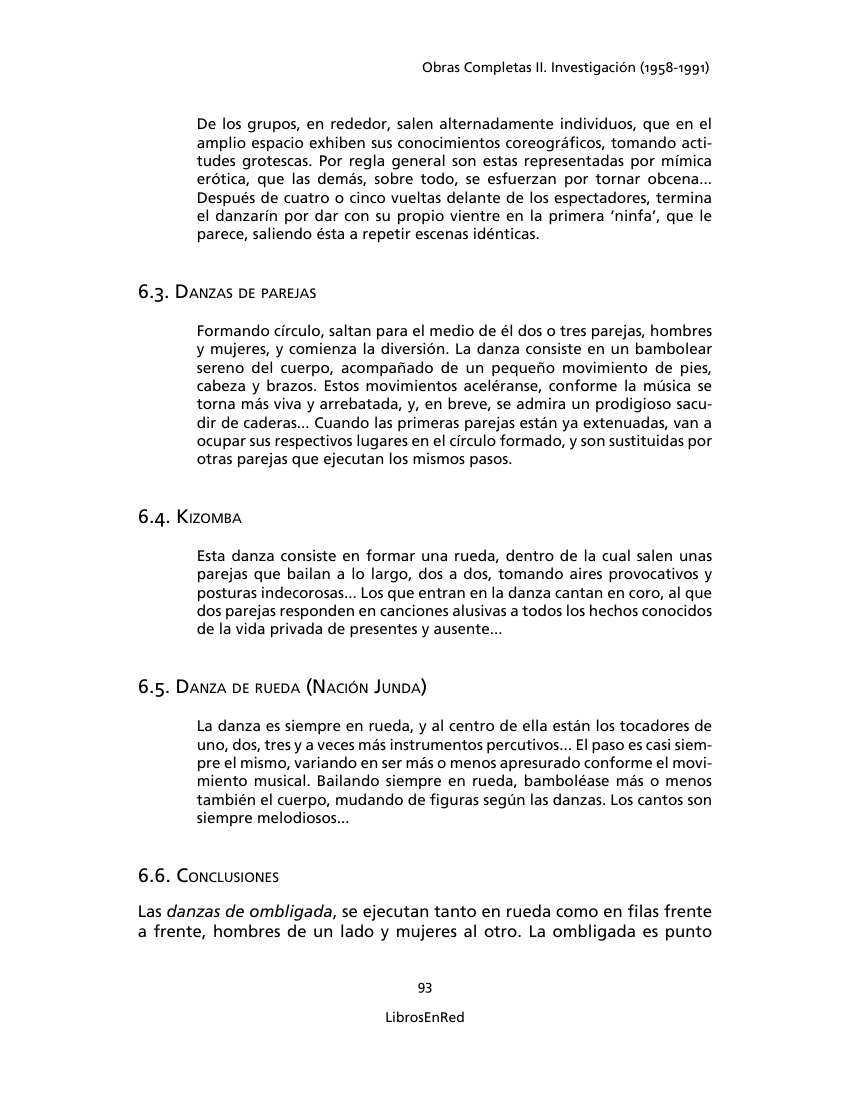 Obras Completas II. Investigación (1958-1991)
De los grupos, en rededor, salen alternadamente individuos, que en el
amplio espacio exhiben sus conocimientos coreográficos, tomando acti-
tudes grotescas. Por regla general son estas representadas por mímica
erótica, que las demás, sobre todo, se esfuerzan por tornar obcena...
Después de cuatro o cinco vueltas delante de los espectadores, termina
el danzarín por dar con su propio vientre en la primera ‘ninfa’, que le
parece, saliendo ésta a repetir escenas idénticas.
6.3. Danzas de parejas
Formando círculo, saltan para el medio de él dos o tres parejas, hombres
y mujeres, y comienza la diversión. La danza consiste en un bambolear
sereno del cuerpo, acompañado de un pequeño movimiento de pies,
cabeza y brazos. Estos movimientos aceléranse, conforme la música se
torna más viva y arrebatada, y, en breve, se admira un prodigioso sacu-
dir de caderas... Cuando las primeras parejas están ya extenuadas, van a
ocupar sus respectivos lugares en el círculo formado, y son sustituidas por
otras parejas que ejecutan los mismos pasos.
6.4. Kizomba
Esta danza consiste en formar una rueda, dentro de la cual salen unas
parejas que bailan a lo largo, dos a dos, tomando aires provocativos y
posturas indecorosas... Los que entran en la danza cantan en coro, al que
dos parejas responden en canciones alusivas a todos los hechos conocidos
de la vida privada de presentes y ausente...
6.5. Danza de rueda (Nación Junda)
La danza es siempre en rueda, y al centro de ella están los tocadores de
uno, dos, tres y a veces más instrumentos percutivos... El paso es casi siem-
pre el mismo, variando en ser más o menos apresurado conforme el movi-
miento musical. Bailando siempre en rueda, bamboléase más o menos
también el cuerpo, mudando de figuras según las danzas. Los cantos son
siempre melodiosos...
6.6. Conclusiones
Las danzas de ombligada, se ejecutan tanto en rueda como en filas frente
a frente, hombres de un lado y mujeres al otro. La ombligada es punto
93
LibrosEnRed